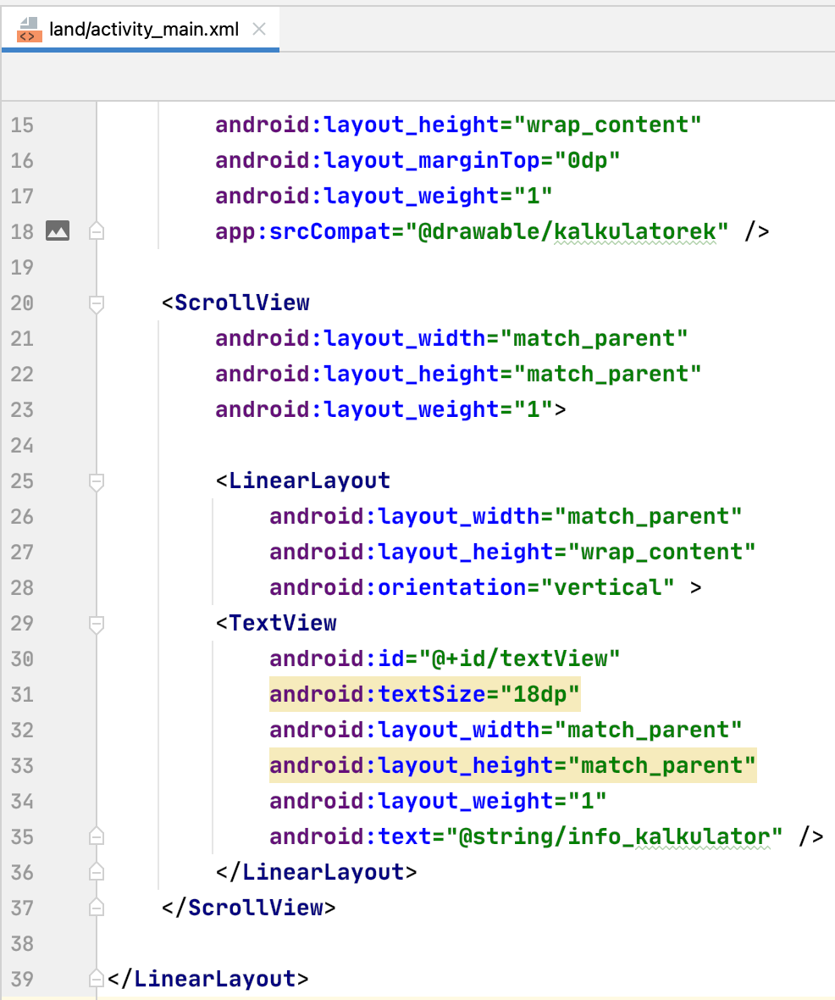 land/activity_main.xml
15 android:layout_height="wrap_content"
16 android:layout_marginTop="0dp"
17 android:layout_weight="1"
18 app:srcCompat="@drawable/kalkulatorek" />
19
20 <ScrollView
21 android:layout_width="match_parent"
22 android:layout_height="match_parent"
23 android:layout_weight="1">
24
25 <LinearLayout
26 android:layout_width="match_parent"
27 android:layout_height="wrap_content"
28 android:orientation="vertical" >
29 <TextView
30 android:id="@+id/textView"
31 android:textSize="18dp"
32 android:layout_width="match_parent"
33 android:layout_height="match_parent"
34 android:layout_weight="1"
35 android:text="@string/info_kalkulator" />
36 </LinearLayout>
37 </ScrollView>
38
39 </LinearLayout>